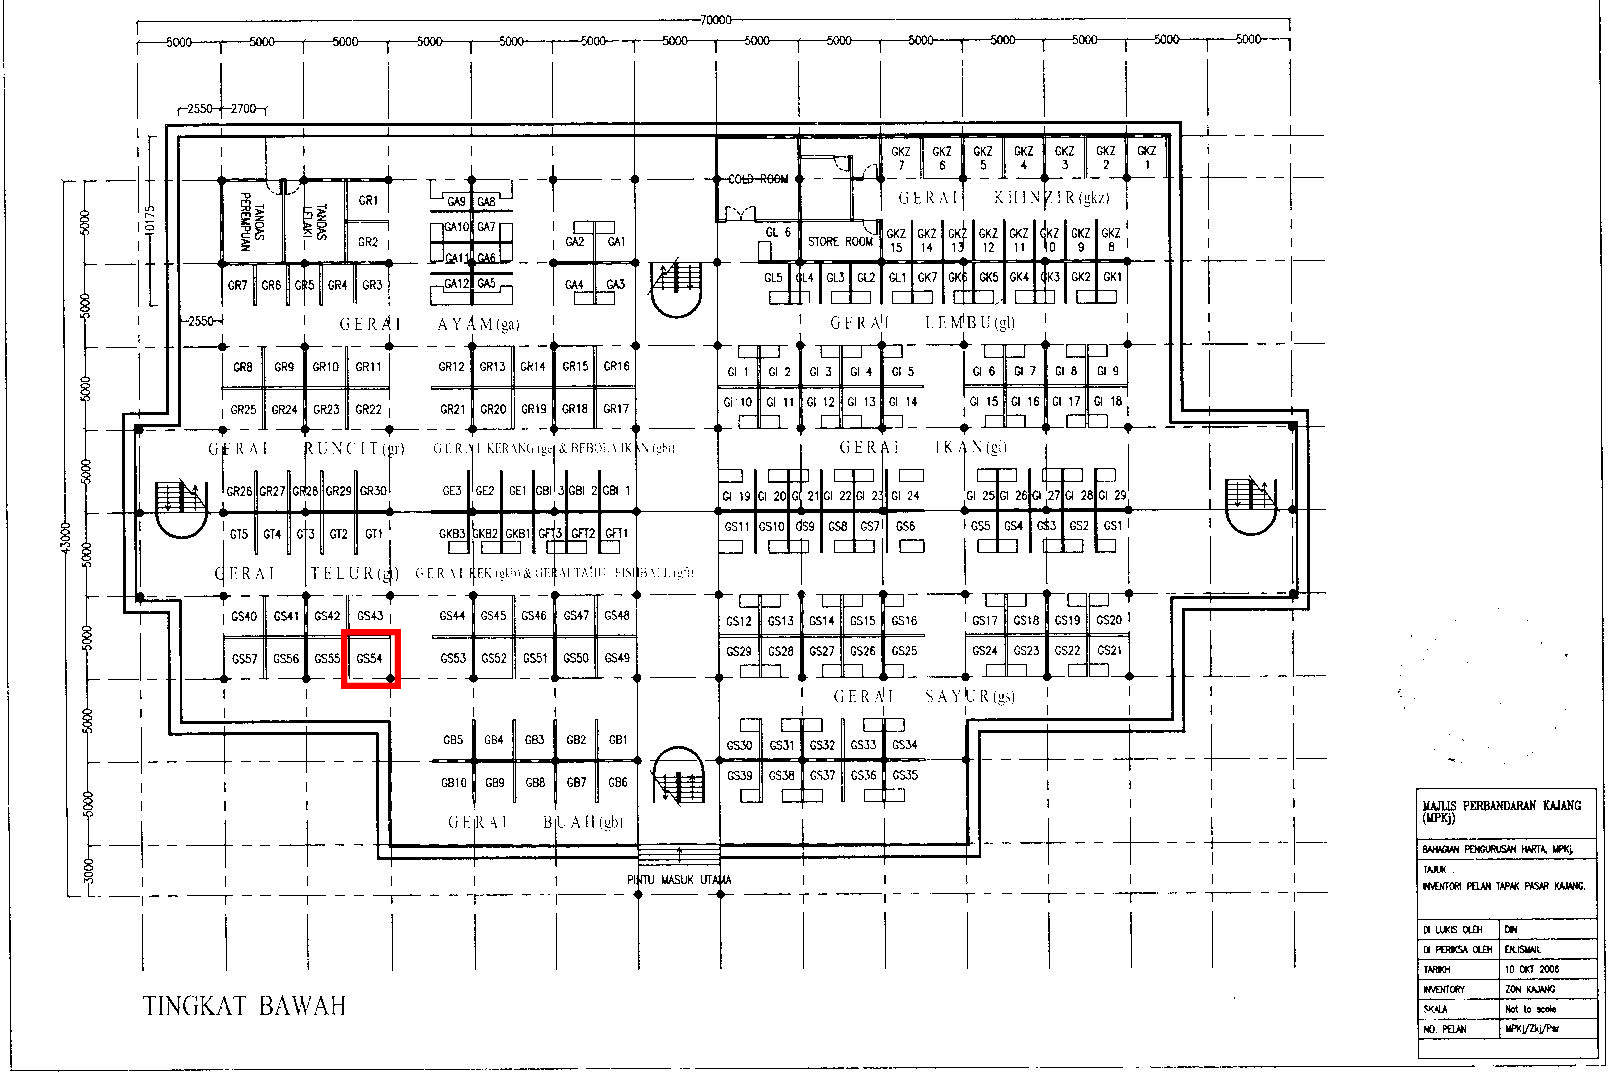 70000
5000 5000 5000 5000 5000 5000 5000 5000 5000 5000 5000 5000 5000 5000
2550 2700
GKZ 7 GKZ 6 GKZ 5 GKZ 4 GKZ 3 GKZ 2 GKZ 1
COLD ROOM
TANDAS PEREMPUAN
TANDAS LELAKI
GR1
GA9 GA8
GERAI KHINZIR(gkz)
10175
5000
GA10 GA7
GR2
GA2 GA1
GL 6
STORE ROOM
GKZ 15 GKZ 14 GKZ 13 GKZ 12 GKZ 11 GKZ 10 GKZ 9 GKZ 8
GA11 GA6
GR7 GR6 GR5 GR4 GR3
GA12 GA5
GA4 GA3
GL5 GL4 GL3 GL2 GL1 GK7 GK6 GK5 GK4 GK3 GK2 GK1
5000
2550
GERAI AYAM(ga)
GERAI LEMBU(gl)
GR8 GR9 GR10 GR11 GR12 GR13 GR14 GR15 GR16
GI 1 GI 2 GI 3 GI 4 GI 5 GI 6 GI 7 GI 8 GI 9
5000
GR25 GR24 GR23 GR22 GR21 GR20 GR19 GR18 GR17
GI 10 GI 11 GI 12 GI 13 GI 14 GI 15 GI 16 GI 17 GI 18
GERAI RUNCIT(gr)
GERAI KERANG(ge) & BEBOLA IKAN(gbi)
GERAI IKAN(gi)
5000
GR26 GR27 GR28 GR29 GR30 GE3 GE2 GE1 GBI 3 GBI 2 GBI 1
GI 19 GI 20 GI 21 GI 22 GI 23 GI 24 GI 25 GI 26 GI 27 GI 28 GI 29
GT5 GT4 GT3 GT2 GT1 GKB3 GKB2 GKB1 GFT3 GFT2 GFT1
GS11 GS10 GS9 GS8 GS7 GS6 GS5 GS4 GS3 GS2 GS1
43000
5000
GERAI TELUR(gt)
GERAI KEK(gkb) & GERAI TAHU FISHBALL(gft)
GS40 GS41 GS42 GS43 GS44 GS45 GS46 GS47 GS48
GS12 GS13 GS14 GS15 GS16 GS17 GS18 GS19 GS20
5000
GS57 GS56 GS55 GS54 GS53 GS52 GS51 GS50 GS49
GS29 GS28 GS27 GS26 GS25 GS24 GS23 GS22 GS21
GERAI SAYUR(gs)
5000
GB5 GB4 GB3 GB2 GB1
GS30 GS31 GS32 GS33 GS34
GB10 GB9 GB8 GB7 GB6
GS39 GS38 GS37 GS36 GS35
5000
GERAI BUAH(gb)
3000
PINTU MASUK UTAMA
TINGKAT BAWAH
MAJLIS PERBANDARAN KAJANG
(MPKj)
BAHAGIAN PENGURUSAN HARTA, MPKj.
TAJUK :
INVENTORI PELAN TAPAK PASAR KAJANG.
DI LUKIS OLEH DIN
DI PERIKSA OLEH EN.ISMAIL
TARIKH 10 OKT 2006
INVENTORY ZON KAJANG
SKALA Not to scale
NO. PELAN MPKj/Zkj/Psr